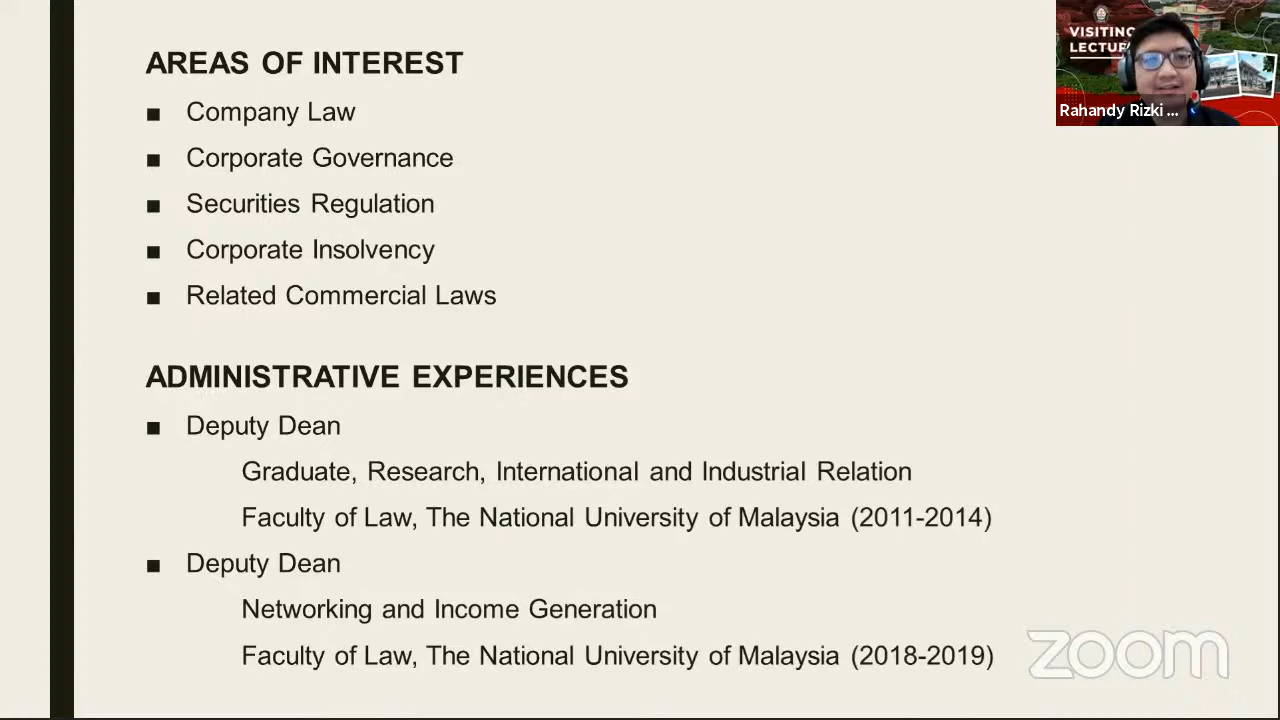 AREAS OF INTEREST
■ Company Law
■ Corporate Governance
■ Securities Regulation
■ Corporate Insolvency
■ Related Commercial Laws
ADMINISTRATIVE EXPERIENCES
■ Deputy Dean
Graduate, Research, International and Industrial Relation
Faculty of Law, The National University of Malaysia (2011-2014)
■ Deputy Dean
Networking and Income Generation
Faculty of Law, The National University of Malaysia (2018-2019)
VISITING
LECTU
Rahandy Rizki ...
zoom